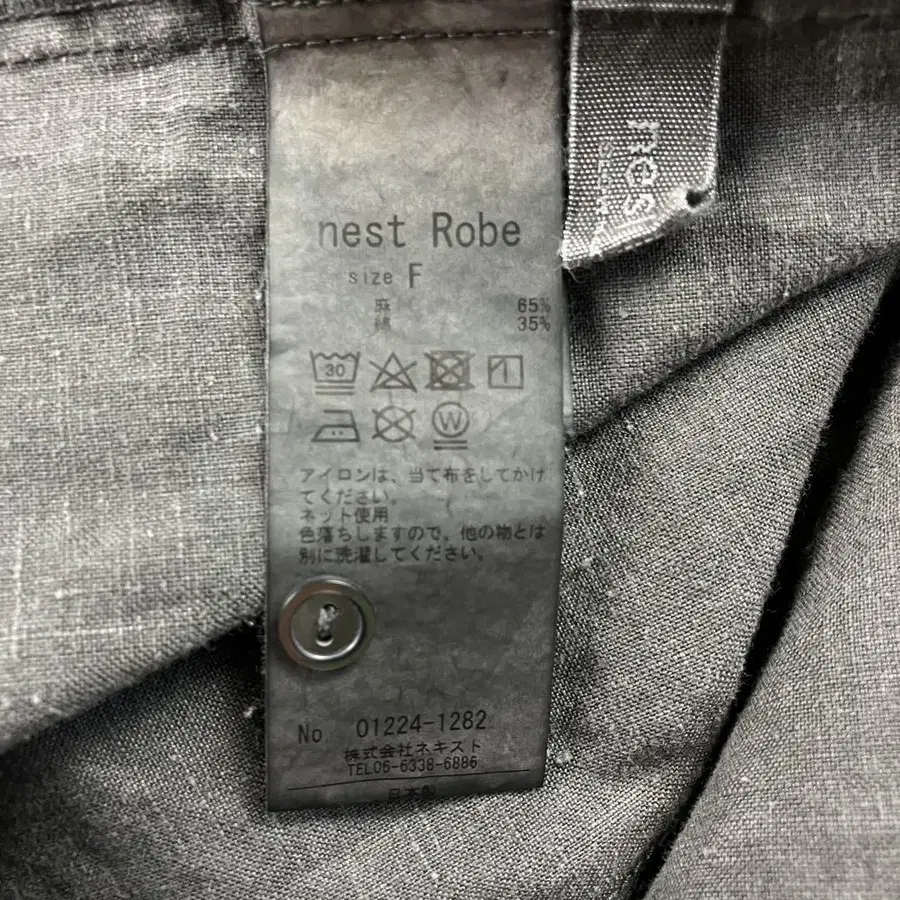 nest Robe
size F
麻 65%
綿 35%
30
W
アイロンは、当て布をしてかけ
てください。
ネット使用
色落ちしますので、他の物とは
別に洗濯してください。
No 01224-1282
株式会社ネキスト
TEL06-6338-6886
日本製
nes